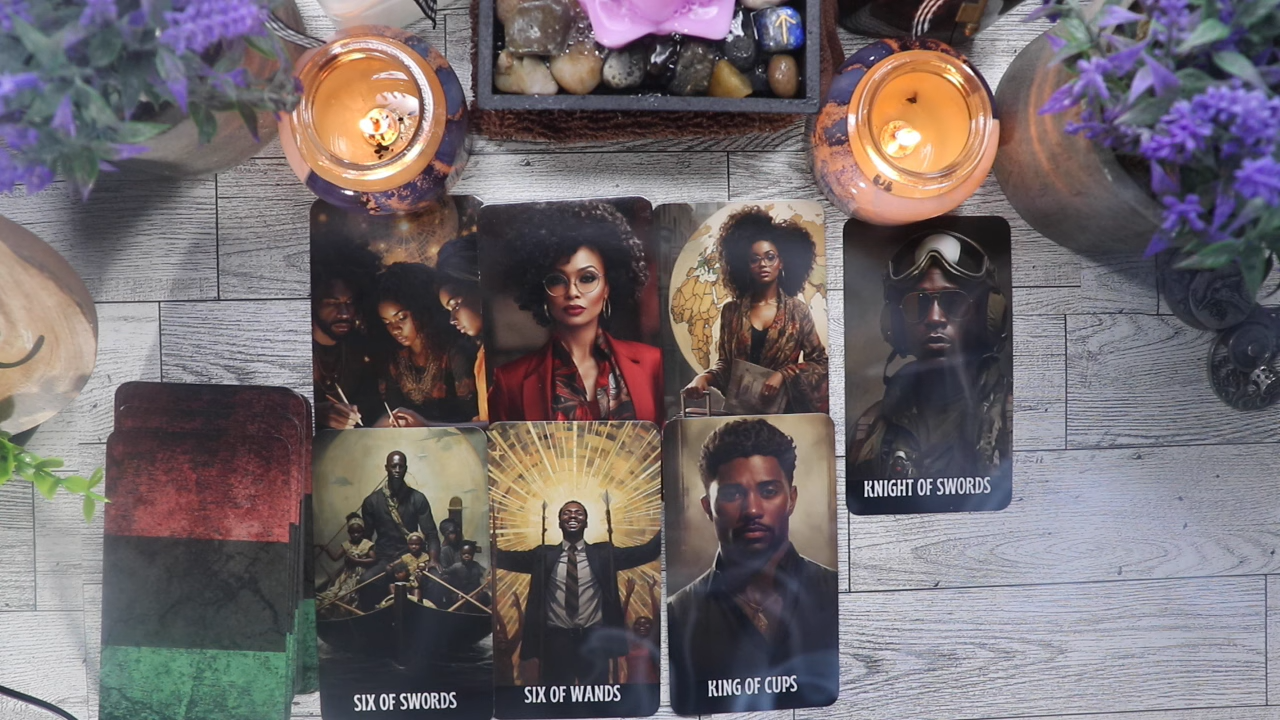 KNIGHT OF SWORDS
SIX OF SWORDS
SIX OF WANDS
KING OF CUPS